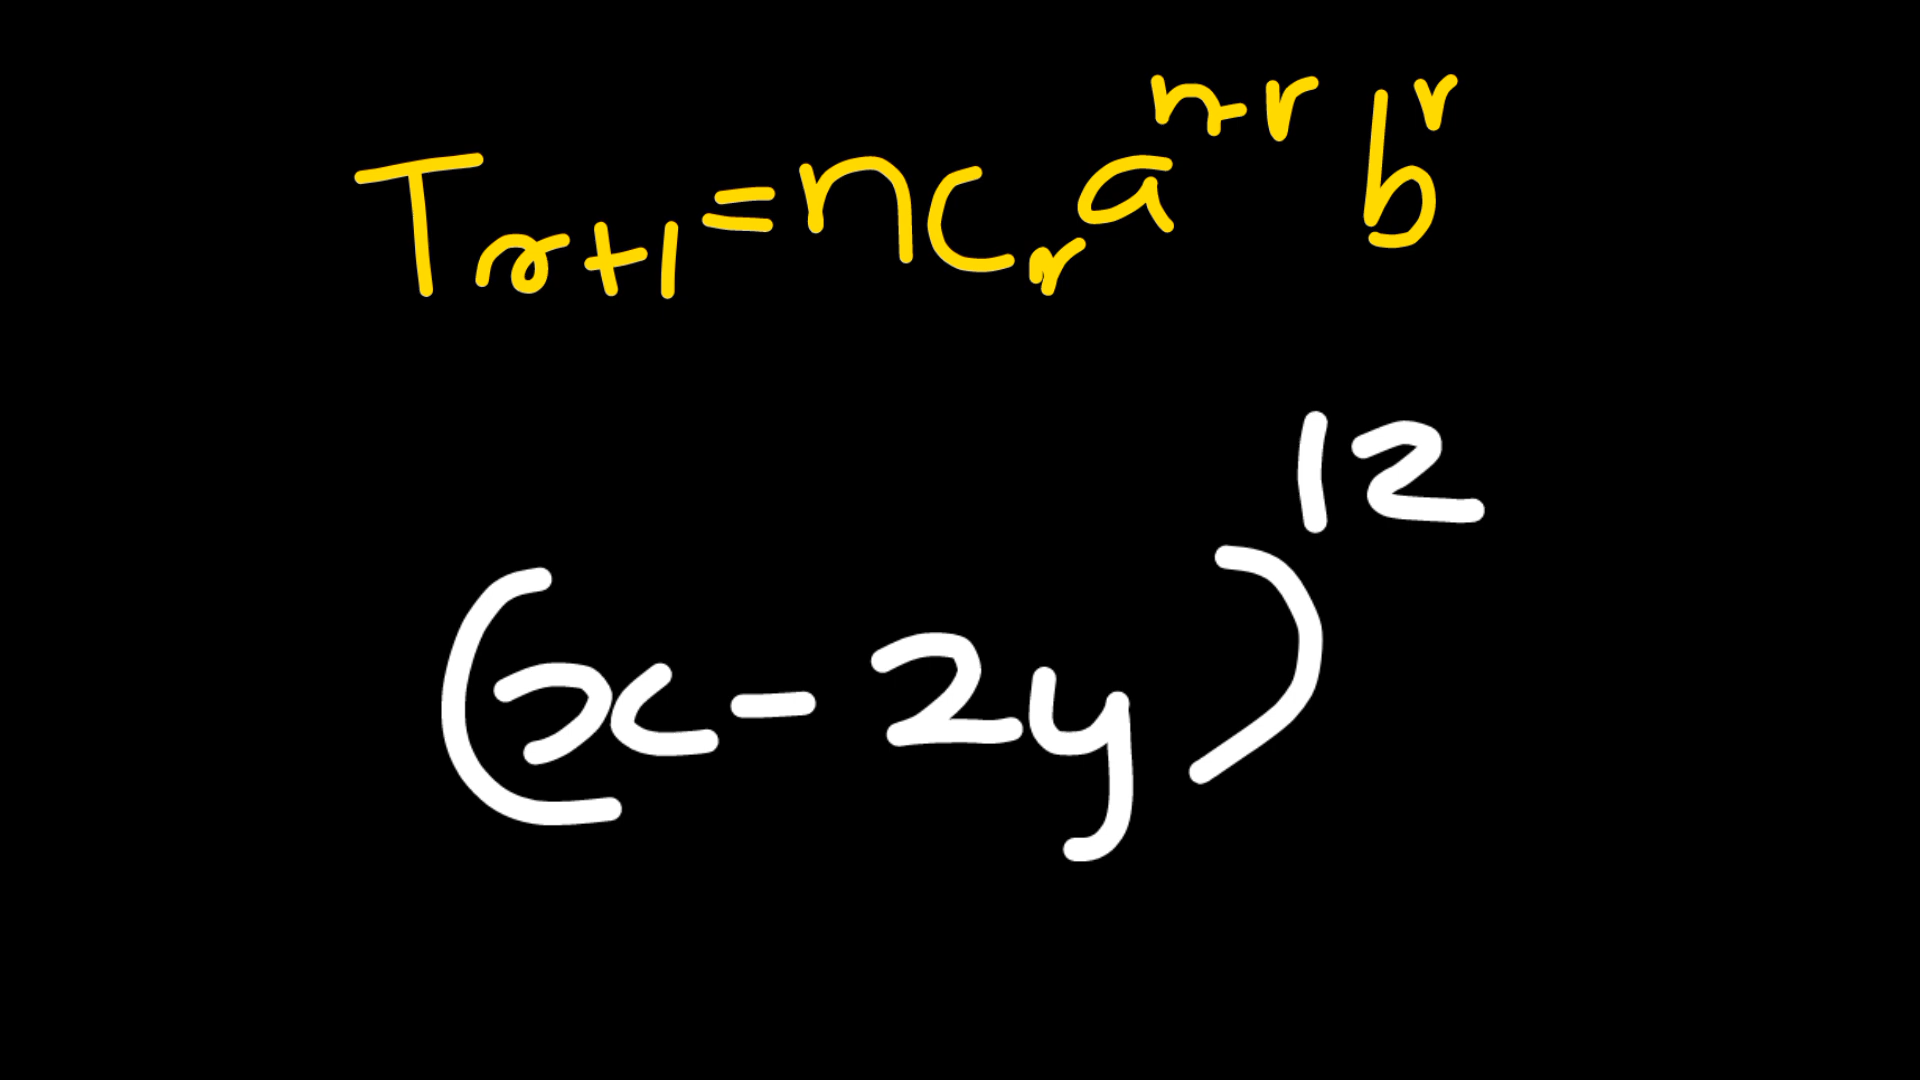 Tr+1 = nCr a^n-r b^r
(x - 2y)^12